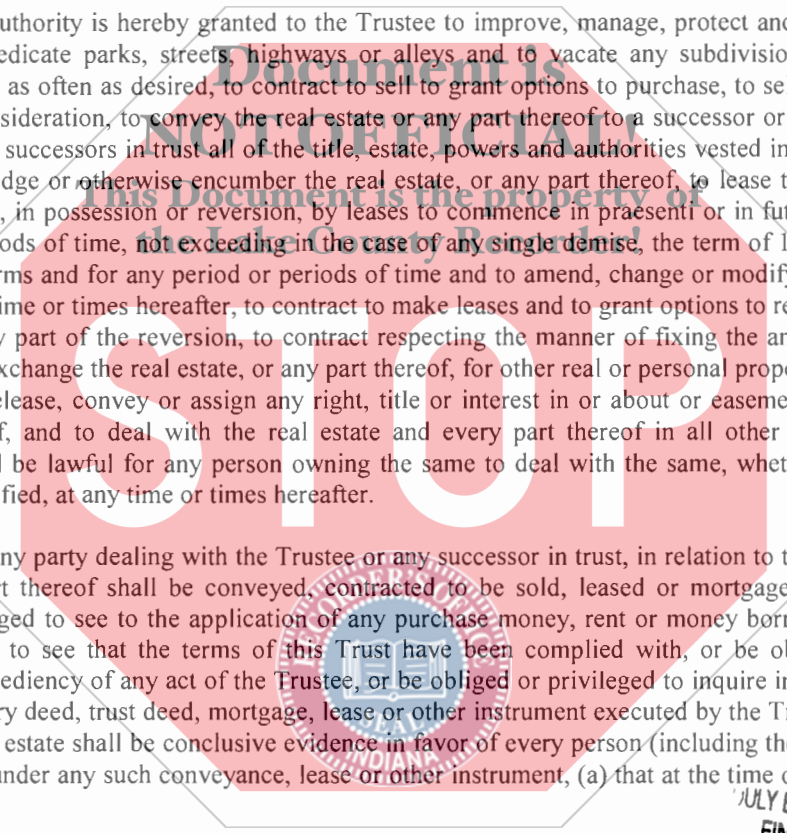 uthority is hereby granted to the Trustee to improve, manage, protect and
edicate parks, streets, highways or alleys and to vacate any subdivisio
as often as desired, to contract to sell to grant options to purchase, to se
sideration, to convey the real estate or any part thereof to a successor or
successors in trust all of the title, estate, powers and authorities vested in
dge or otherwise encumber the real estate, or any part thereof, to lease t
, in possession or reversion, by leases to commence in praesenti or in fut
ods of time, not exceeding in the case of any single demise, the term of 1
rms and for any period or periods of time and to amend, change or modify
ime or times hereafter, to contract to make leases and to grant options to re
y part of the reversion, to contract respecting the manner of fixing the am
xchange the real estate, or any part thereof, for other real or personal prope
elease, convey or assign any right, title or interest in or about or easeme
f, and to deal with the real estate and every part thereof in all other
l be lawful for any person owning the same to deal with the same, whet
fied, at any time or times hereafter.
ny party dealing with the Trustee or any successor in trust, in relation to t
rt thereof shall be conveyed, contracted to be sold, leased or mortgage
ged to see to the application of any purchase money, rent or money borr
to see that the terms of this Trust have been complied with, or be ob
ediency of any act of the Trustee, or be obliged or privileged to inquire in
ry deed, trust deed, mortgage, lease or other instrument executed by the Tr
estate shall be conclusive evidence in favor of every person (including the
under any such conveyance, lease or other instrument, (a) that at the time o
Document is
NOT OFFICIAL!
This Document is the property of
the Lake County Recorder!
STOP
RECORDER'S OFFICE
SEAL
INDIANA
JULY E
FIN